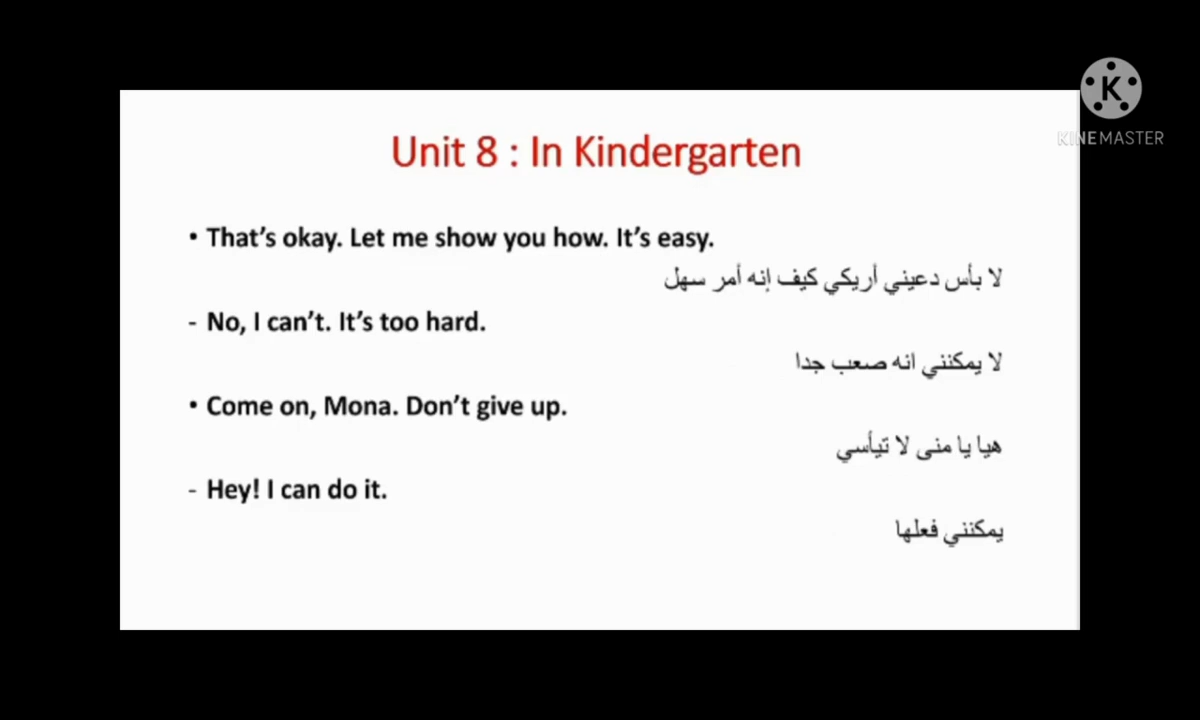 Unit 8 : In Kindergarten
• That's okay. Let me show you how. It's easy.
لا بأس دعيني أريكي كيف إنه أمر سهل
- No, I can't. It's too hard.
لا يمكنني انه صعب جدا
• Come on, Mona. Don't give up.
هيا يا منى لا تيأسي
- Hey! I can do it.
يمكنني فعلها
K
KINEMASTER